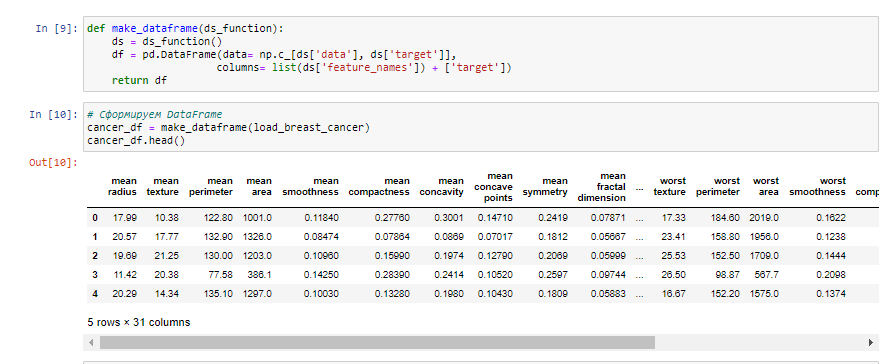 In [9]: def make_dataframe(ds_function):
ds = ds_function()
df = pd.DataFrame(data= np.c_[ds['data'], ds['target']],
columns= list(ds['feature_names']) + ['target'])
return df
In [10]: # Сформируем DataFrame
cancer_df = make_dataframe(load_breast_cancer)
cancer_df.head()
Out[10]:
mean radius mean texture mean perimeter mean area mean smoothness mean compactness mean concavity mean concave points mean symmetry mean fractal dimension ... worst texture worst perimeter worst area worst smoothness comp
0 17.99 10.38 122.80 1001.0 0.11840 0.27760 0.3001 0.14710 0.2419 0.07871 ... 17.33 184.60 2019.0 0.1622
1 20.57 17.77 132.90 1326.0 0.08474 0.07864 0.0869 0.07017 0.1812 0.05667 ... 23.41 158.80 1956.0 0.1238
2 19.69 21.25 130.00 1203.0 0.10960 0.15990 0.1974 0.12790 0.2069 0.05999 ... 25.53 152.50 1709.0 0.1444
3 11.42 20.38 77.58 386.1 0.14250 0.28390 0.2414 0.10520 0.2597 0.09744 ... 26.50 98.87 567.7 0.2098
4 20.29 14.34 135.10 1297.0 0.10030 0.13280 0.1980 0.10430 0.1809 0.05883 ... 16.67 152.20 1575.0 0.1374
5 rows × 31 columns